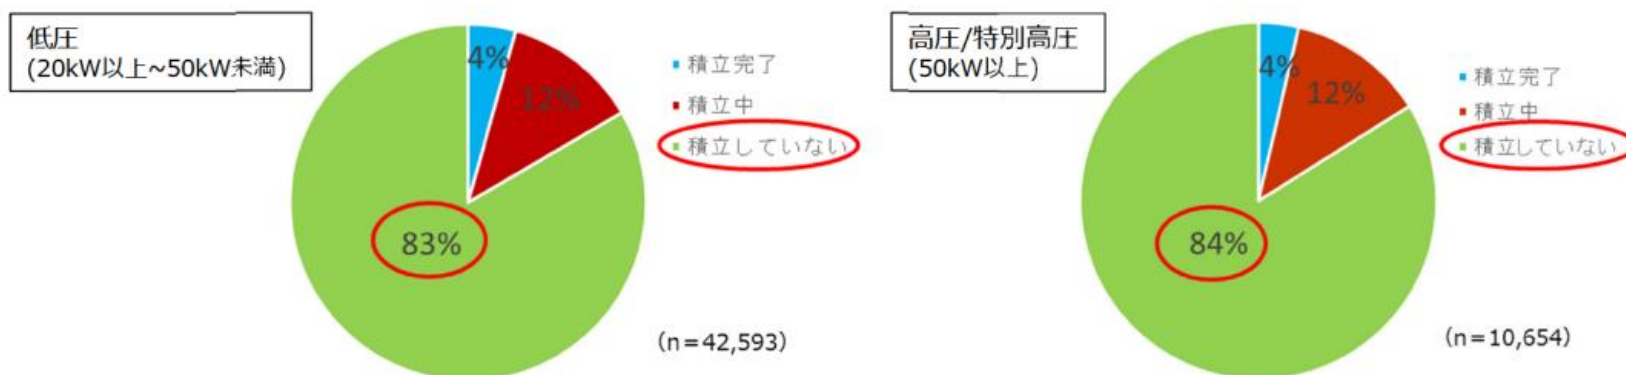 低圧
(20kW以上~50kW未満)
4%
12%
83%
積立完了
積立中
積立していない
(n=42,593)
高圧/特別高圧
(50kW以上)
4%
12%
84%
積立完了
積立中
積立していない
(n=10,654)